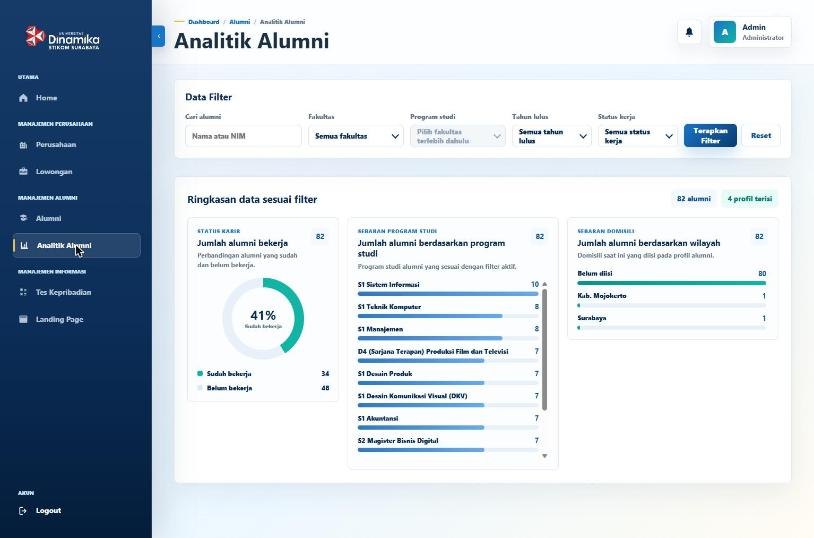 UNIVERSITAS
Dinamika
STIKOM SURABAYA
UTAMA
Home
MANAJEMEN PERUSAHAAN
Perusahaan
Lowongan
MANAJEMEN ALUMNI
Alumni
Analitik Alumni
MANAJEMEN INFORMASI
Tes Kepribadian
Landing Page
AKUN
Logout
Dashboard / Alumni / Analitik Alumni
Analitik Alumni
A
Admin
Administrator
Data Filter
Cari alumni
Nama atau NIM
Fakultas
Semua fakultas
Program studi
Pilih fakultas
terlebih dahulu
Tahun lulus
Semua tahun
lulus
Status kerja
Semua status
kerja
Terapkan
Filter
Reset
Ringkasan data sesuai filter
82 alumni
4 profil terisi
STATUS KARIR
82
Jumlah alumni bekerja
Perbandingan alumni yang sudah
dan belum bekerja.
41%
Sudah bekerja
Sudah bekerja 34
Belum bekerja 48
SEBARAN PROGRAM STUDI
82
Jumlah alumni berdasarkan program
studi
Program studi alumni yang sesuai dengan filter aktif.
S1 Sistem Informasi 10
S1 Teknik Komputer 8
S1 Manajemen 8
D4 (Sarjana Terapan) Produksi Film dan Televisi 7
S1 Desain Produk 7
S1 Desain Komunikasi Visual (DKV) 7
S1 Akuntansi 7
S2 Magister Bisnis Digital 7
SEBARAN DOMISILI
82
Jumlah alumni berdasarkan wilayah
Domisili saat ini yang diisi pada profil alumni.
Belum diisi 80
Kab. Mojokerto 1
Surabaya 1